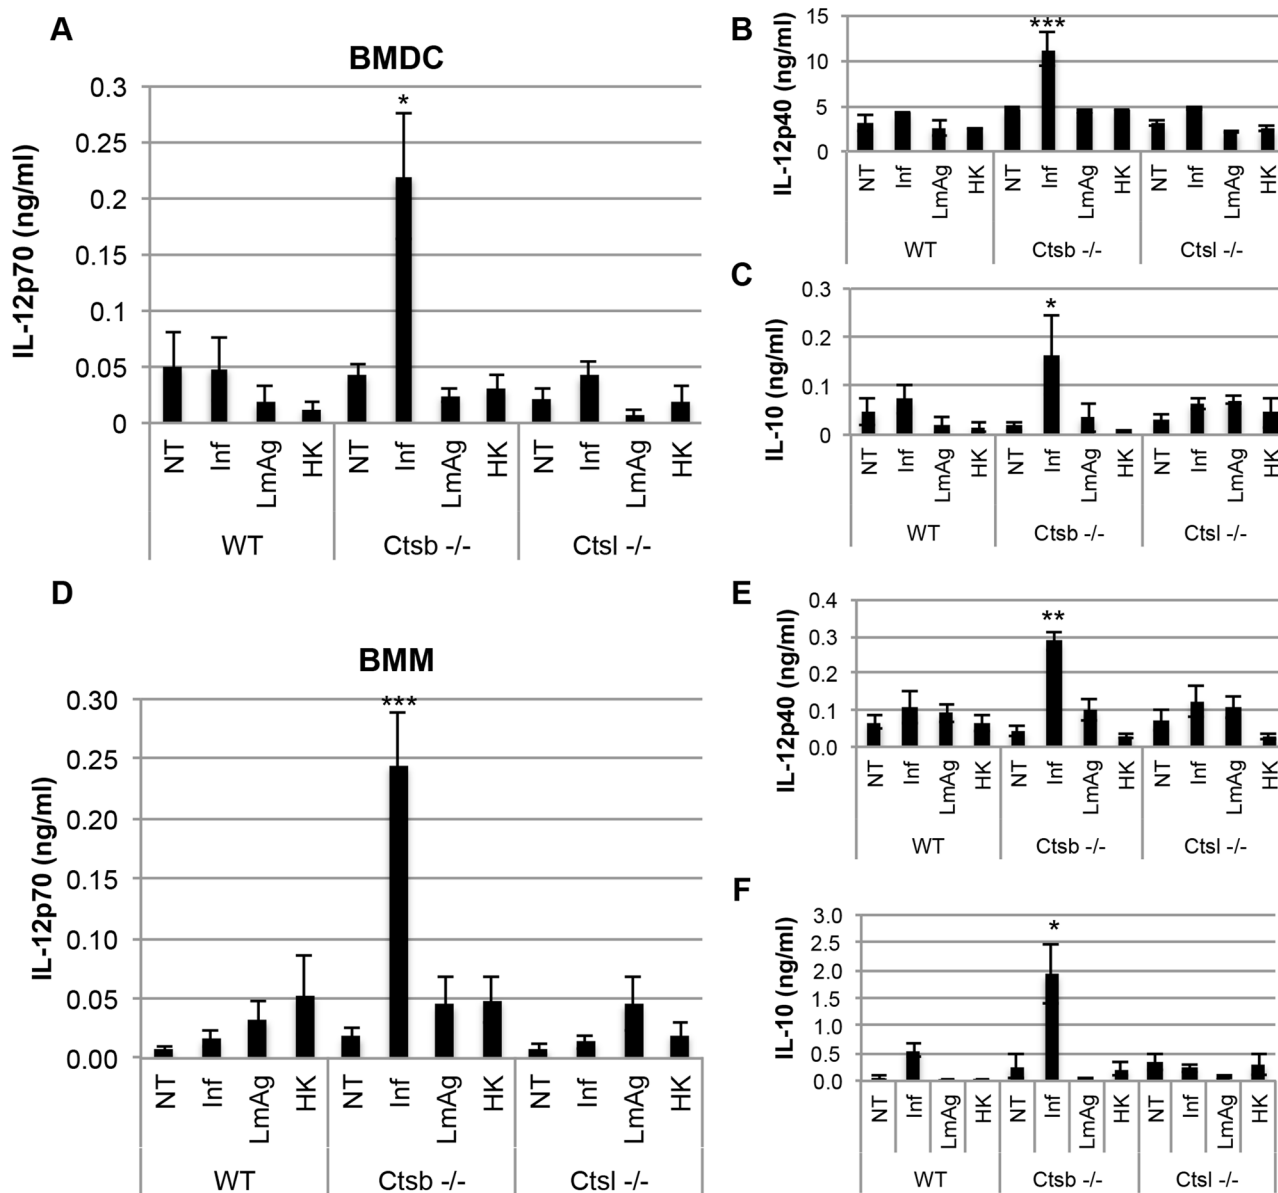 A
BMDC
IL-12p70 (ng/ml)
0.3
0.25
0.2
0.15
0.1
0.05
0
*
NT Inf LmAg HK NT Inf LmAg HK NT Inf LmAg HK
WT Ctsb -/- Ctsl -/-
B
IL-12p40 (ng/ml)
15
10
5
0
***
NT Inf LmAg HK NT Inf LmAg HK NT Inf LmAg HK
WT Ctsb -/- Ctsl -/-
C
IL-10 (ng/ml)
0.3
0.2
0.1
0
*
NT Inf LmAg HK NT Inf LmAg HK NT Inf LmAg HK
WT Ctsb -/- Ctsl -/-
D
BMM
IL-12p70 (ng/ml)
0.30
0.25
0.20
0.15
0.10
0.05
0.00
***
NT Inf LmAg HK NT Inf LmAg HK NT Inf LmAg HK
WT Ctsb -/- Ctsl -/-
E
IL-12p40 (ng/ml)
0.4
0.3
0.2
0.1
0.0
**
NT Inf LmAg HK NT Inf LmAg HK NT Inf LmAg HK
WT Ctsb -/- Ctsl -/-
F
IL-10 (ng/ml)
3.0
2.5
2.0
1.5
1.0
0.5
0.0
*
NT Inf LmAg HK NT Inf LmAg HK NT Inf LmAg HK
WT Ctsb -/- Ctsl -/-